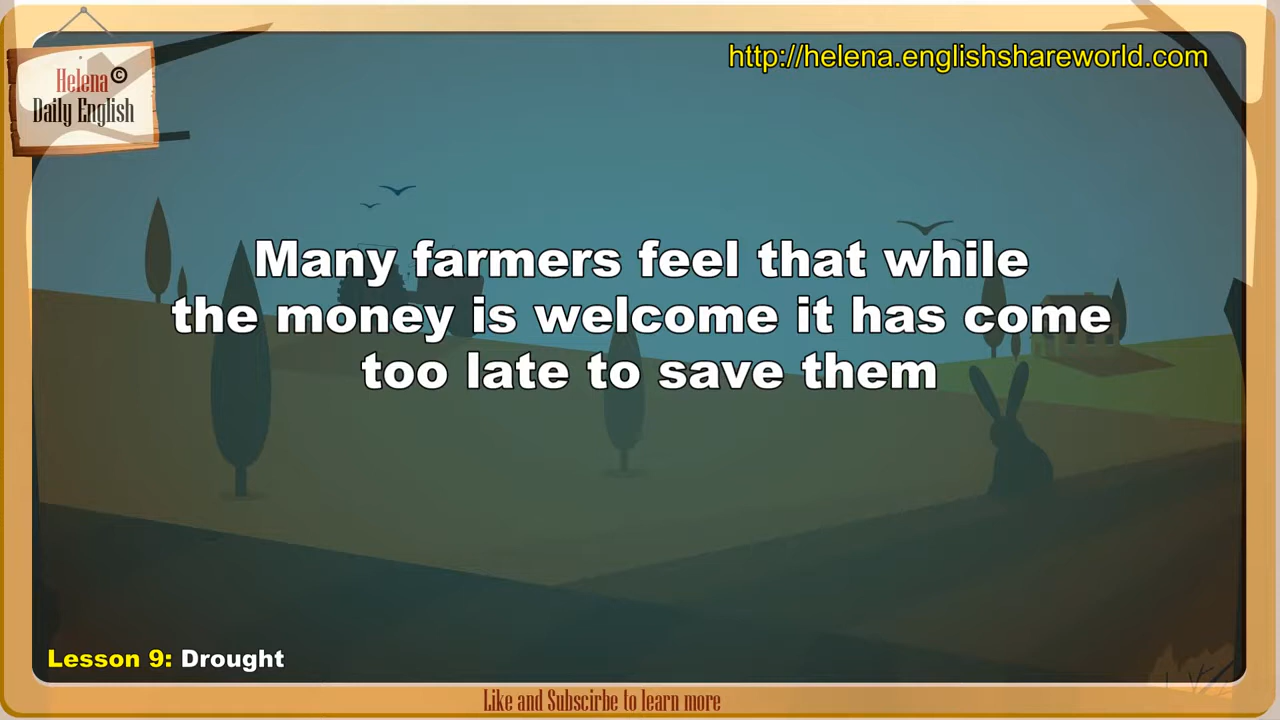 http://helena.englishshareworld.com
Helena©
Daily English
Many farmers feel that while
the money is welcome it has come
too late to save them
Lesson 9: Drought
Like and Subscirbe to learn more